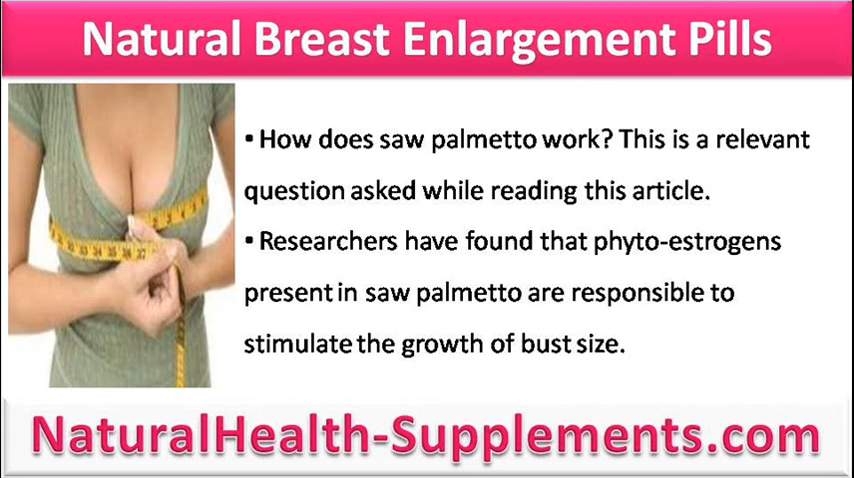 Natural Breast Enlargement Pills
▪ How does saw palmetto work? This is a relevant
question asked while reading this article.
▪ Researchers have found that phyto-estrogens
present in saw palmetto are responsible to
stimulate the growth of bust size.
NaturalHealth-Supplements.com